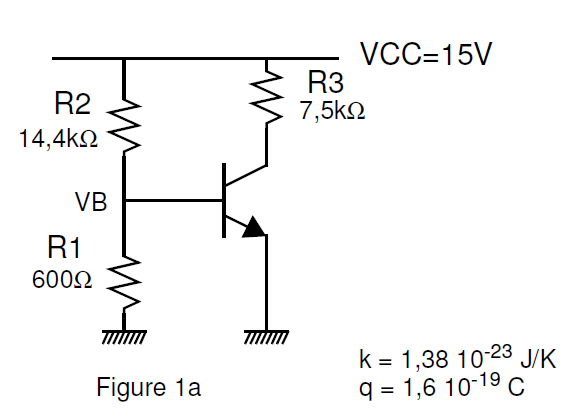 VCC=15V
R3
7,5kΩ
R2
14,4kΩ
VB
R1
600Ω
k = 1,38 10-23 J/K
q = 1,6 10-19 C
Figure 1a